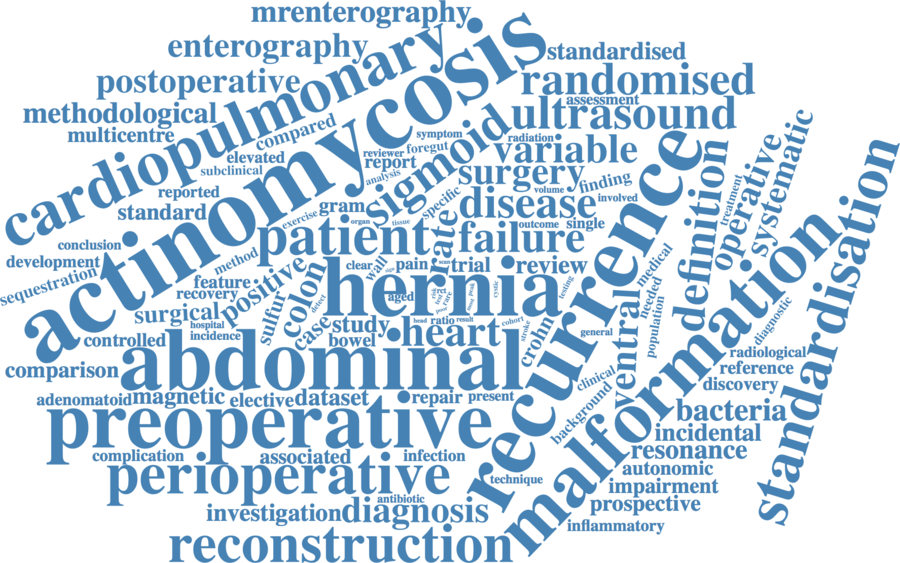 mrenterography
enterography
standardised
postoperative
cardiopulmonary
actinomycosis
randomised
assessment
methodological
ultrasound
multicentre
compared
symptom
radiation
sigmoid
elevated
reviewer
foregut
variable
subclinical
report
analysis
surgery
finding
reported
specific
volume
involved
standard
gram
disease
exercise
organ
tissue
outcome
single
conclusion
patient
rate
failure
recurrence
definition
operative
treatment
systematic
development
method
clear
wall
pain
scan
trial
review
sequestration
positive
colon
hernia
feature
recovery
detect
aged
rare
cystic
testing
medical
needed
surgical
sulfur
case
hospital
incidence
study
head
ratio
result
cohort
stroke
general
population
ventral
controlled
bowel
heart
crohn
malformation
diagnostic
standardisation
comparison
abdominal
clinical
radiological
reference
discovery
adenomatoid
magnetic
elective
dataset
repair
present
background
preoperative
bacteria
incidental
complication
associated
infection
resonance
perioperative
technique
autonomic
impairment
antibiotic
prospective
investigation
diagnosis
inflammatory
reconstruction